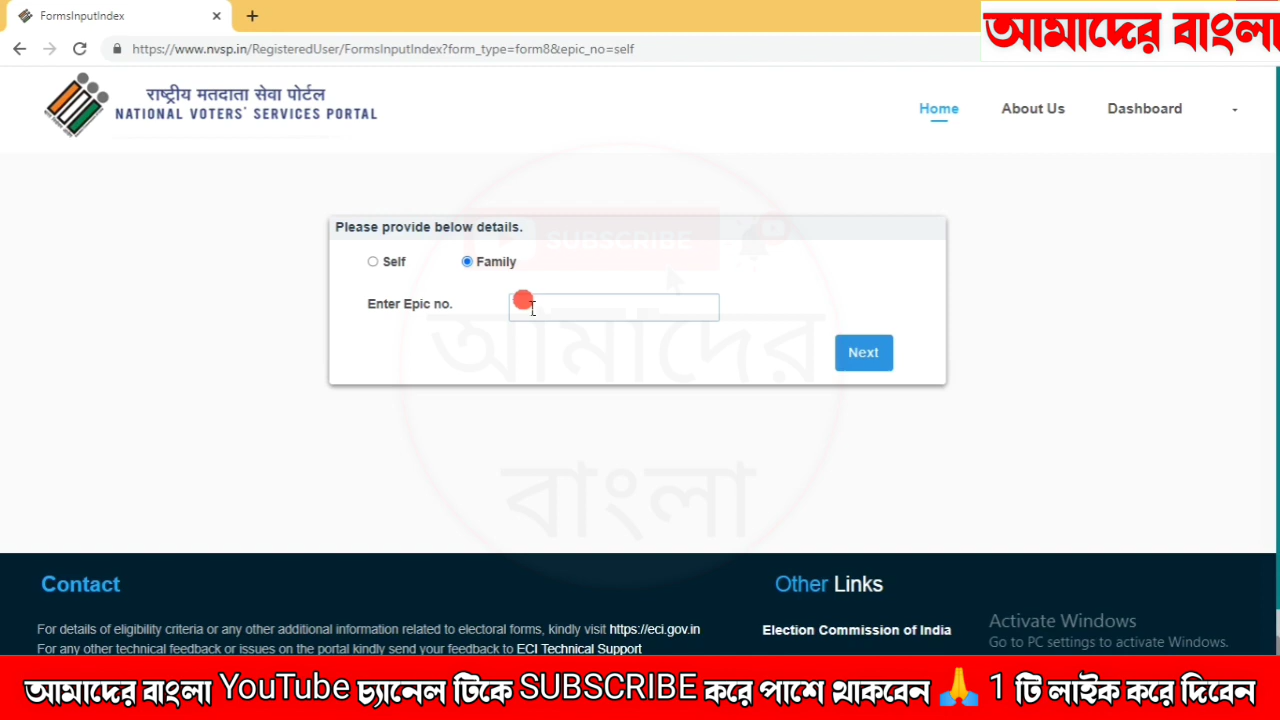 FormsInputIndex
আমাদের বাংলা
https://www.nvsp.in/RegisteredUser/FormsInputIndex?form_type=form8&epic_no=self
राष्ट्रीय मतदाता सेवा पोर्टल
NATIONAL VOTERS' SERVICES PORTAL
Home About Us Dashboard
Please provide below details.
SUBSCRIBE
Self Family
Enter Epic no.
আমাদের
Next
বাংলা
Contact
Other Links
For details of eligibility criteria or any other additional information related to electoral forms, kindly visit https://eci.gov.in
Election Commission of India
Activate Windows
Go to PC settings to activate Windows.
For any other technical feedback or issues on the portal kindly send your feedback to ECI Technical Support
আমাদের বাংলা YouTube চ্যানেল টিকে SUBSCRIBE করে পাশে থাকবেন 🙏 1 টি লাইক করে দিবেন